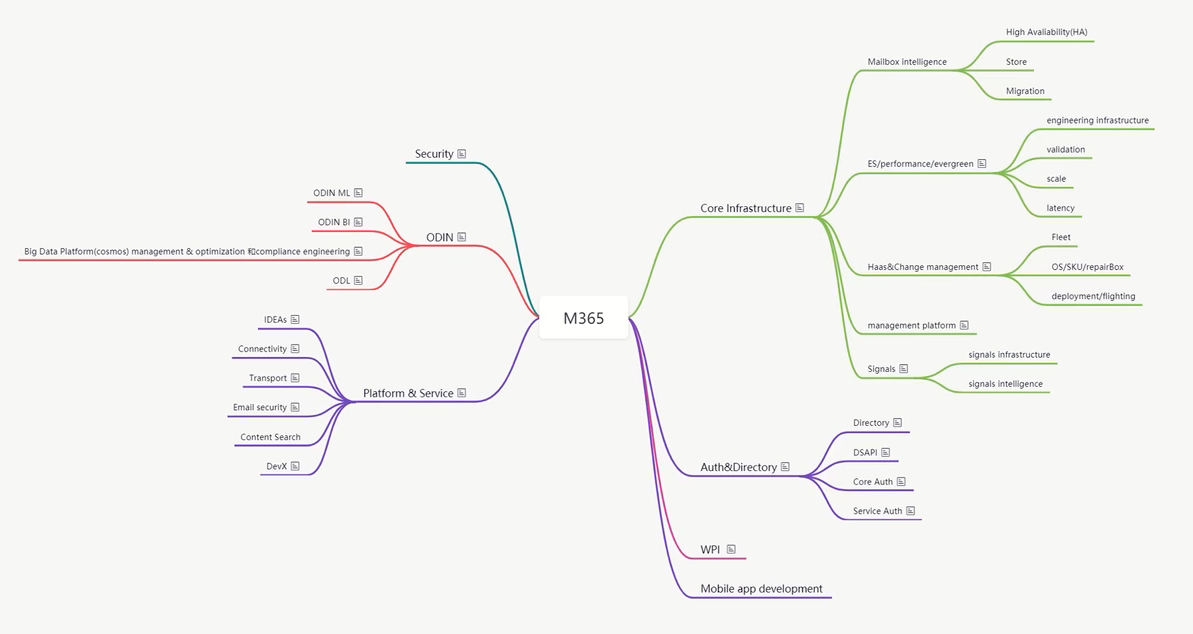 M365
Security
ODIN
ODIN ML
ODIN BI
Big Data Platform(cosmos) management & optimization 和compliance engineering
ODL
Platform & Service
IDEAs
Connectivity
Transport
Email security
Content Search
DevX
Core Infrastructure
Mailbox intelligence
High Avaliability(HA)
Store
Migration
ES/performance/evergreen
engineering infrastructure
validation
scale
latency
Haas&Change management
Fleet
OS/SKU/repairBox
deployment/flighting
management platform
Signals
signals infrastructure
signals intelligence
Auth&Directory
Directory
DSAPI
Core Auth
Service Auth
WPI
Mobile app development